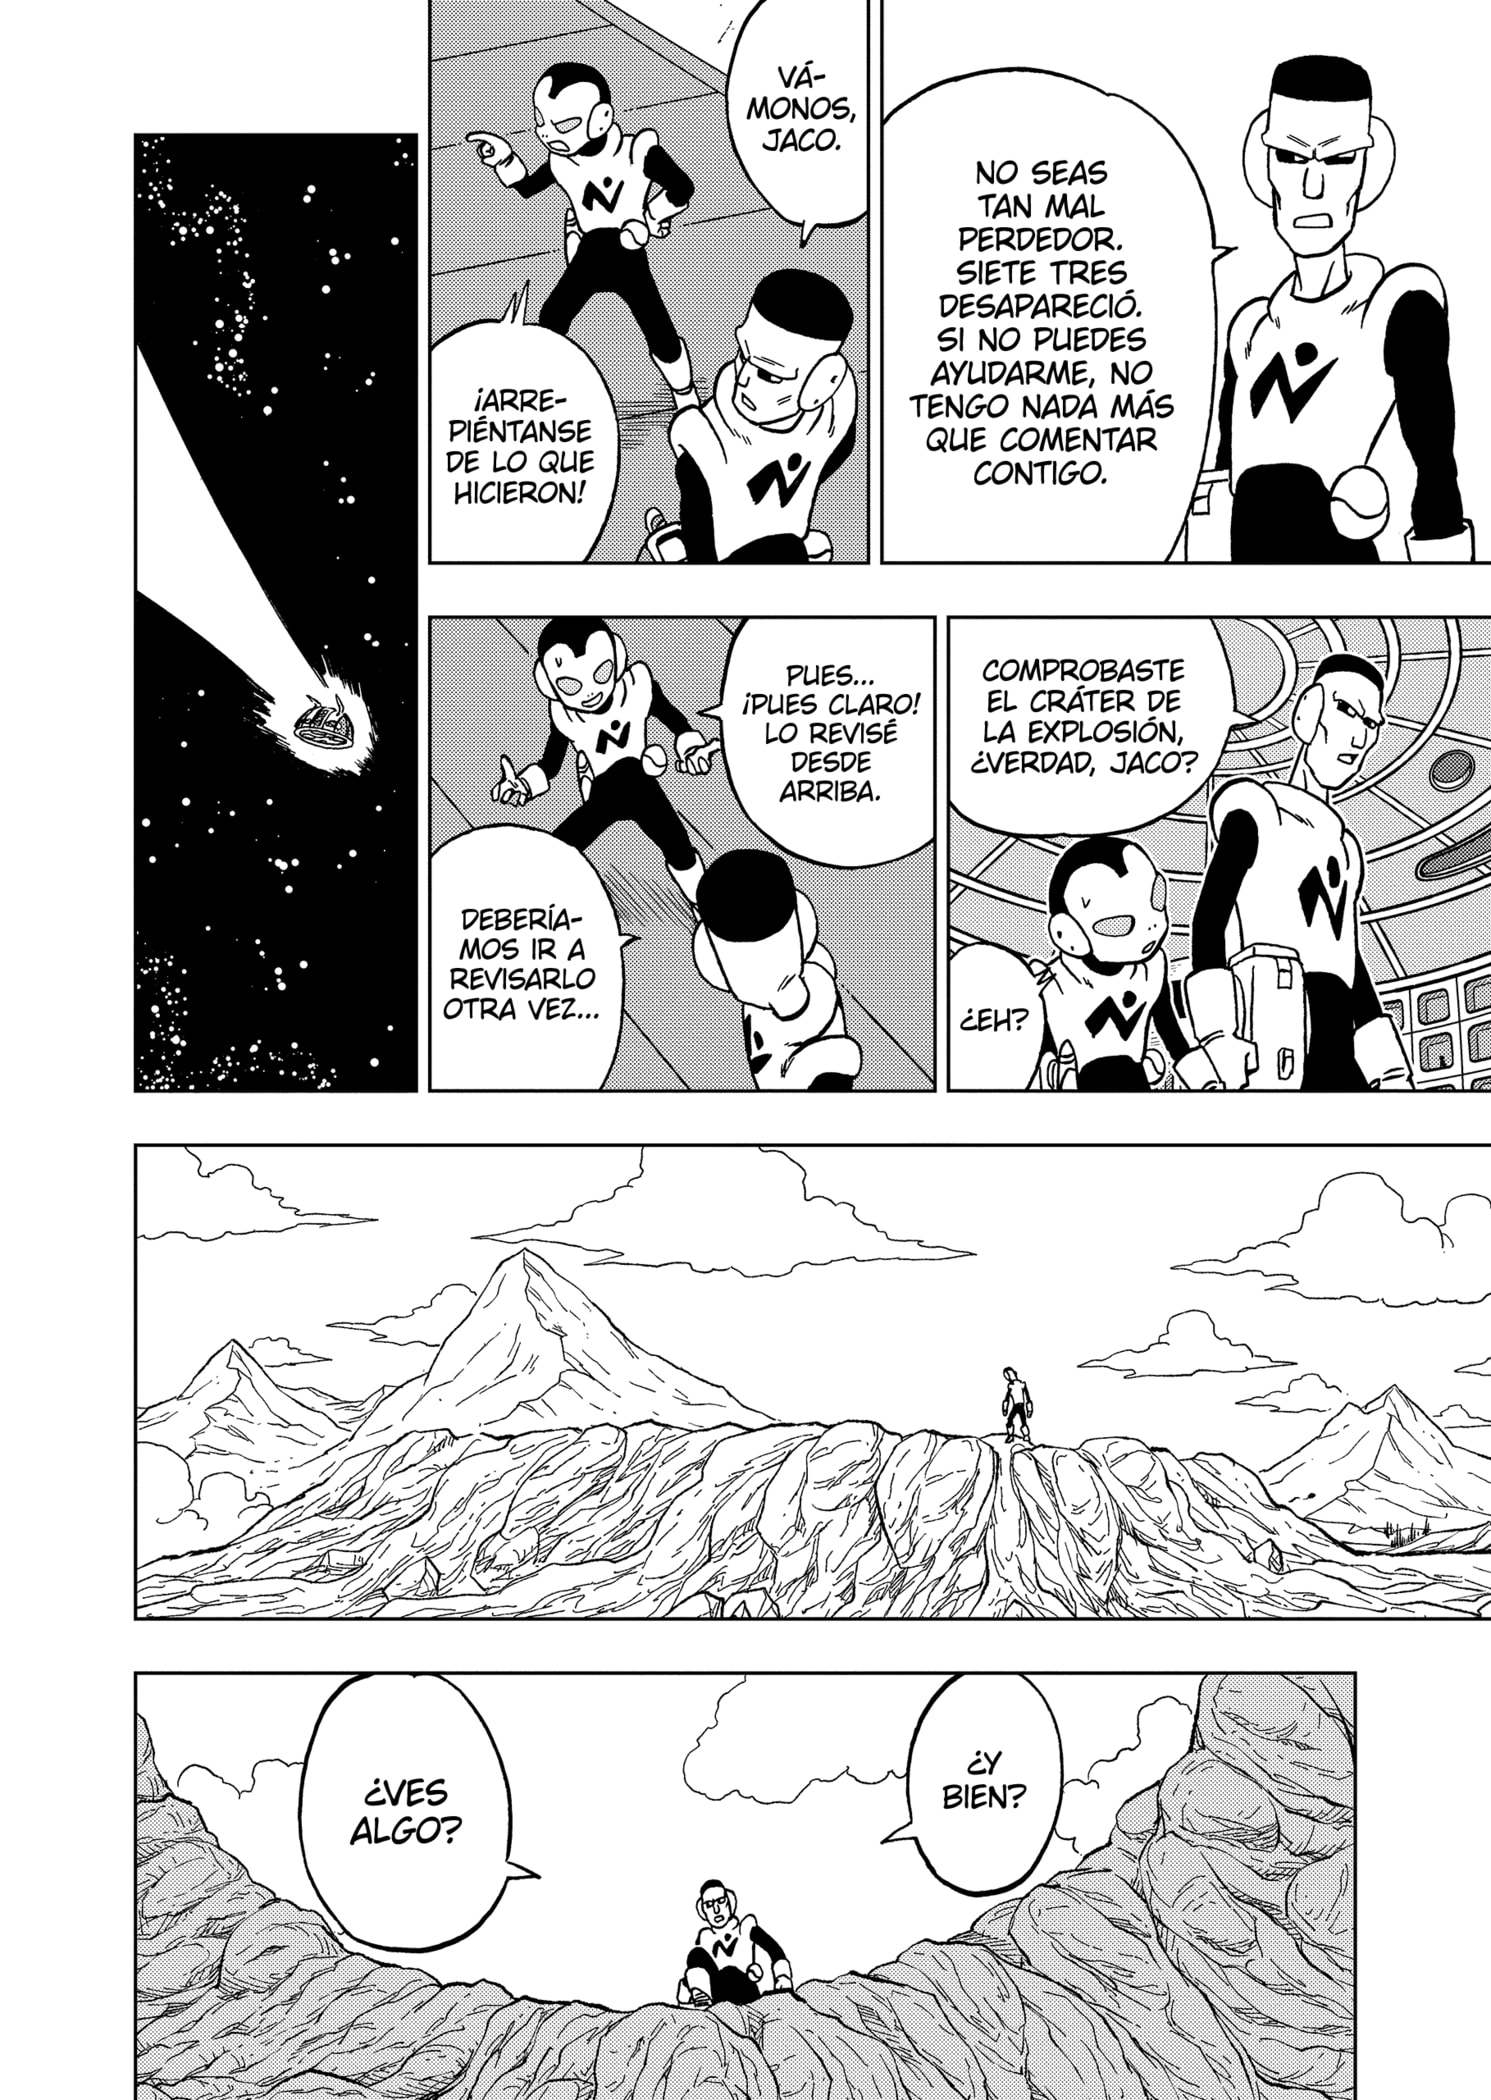 NO SEAS
TAN MAL
PERDEDOR.
SIETE TRES
DESAPARECIÓ.
SI NO PUEDES
AYUDARME, NO
TENGO NADA MÁS
QUE COMENTAR
CONTIGO.
VÁ-
MONOS,
JACO.
¡ARRE-
PIÉNTANSE
DE LO QUE
HICIERON!
COMPROBASTE
EL CRÁTER DE
LA EXPLOSIÓN,
¿VERDAD, JACO?
¿EH?
PUES...
¡PUES CLARO!
LO REVISÉ
DESDE
ARRIBA.
DEBERÍA-
MOS IR A
REVISARLO
OTRA VEZ...
¿Y
BIEN?
¿VES
ALGO?